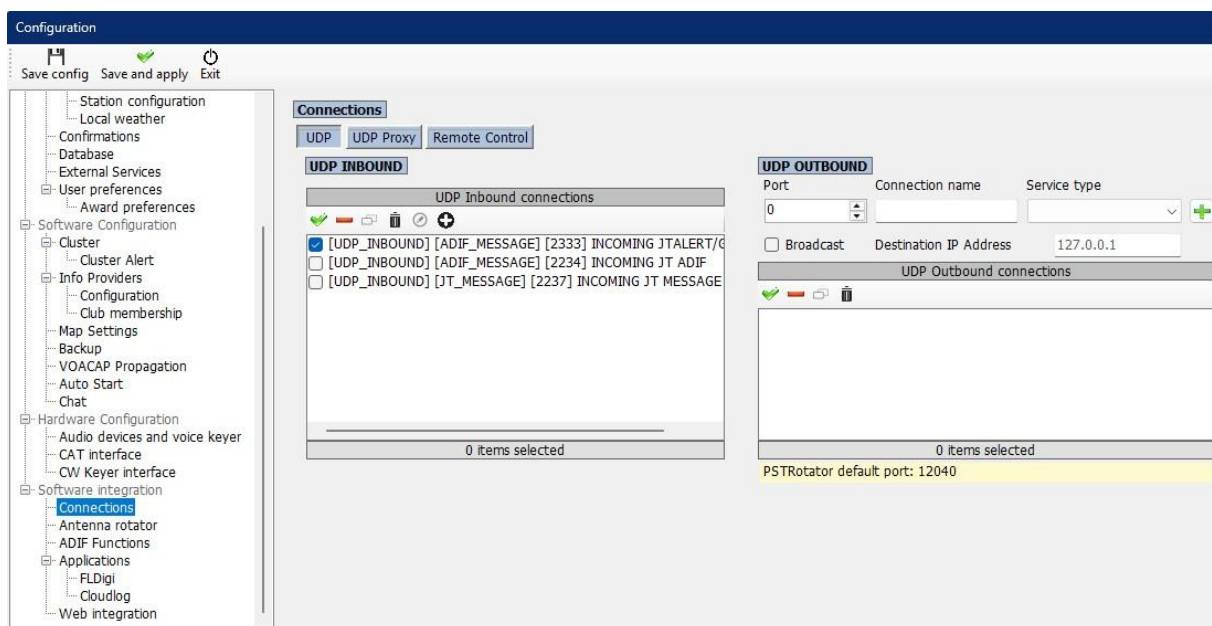 Configuration
Save config Save and apply Exit
Station configuration
Local weather
Confirmations
Database
External Services
User preferences
Award preferences
Software Configuration
Cluster
Cluster Alert
Info Providers
Configuration
Club membership
Map Settings
Backup
VOACAP Propagation
Auto Start
Chat
Hardware Configuration
Audio devices and voice keyer
CAT interface
CW Keyer interface
Software integration
Connections
Antenna rotator
ADIF Functions
Applications
FLDigi
Cloudlog
Web integration
Connections
UDP UDP Proxy Remote Control
UDP INBOUND
UDP Inbound connections
[UDP_INBOUND] [ADIF_MESSAGE] [2333] INCOMING JTALERT/G
[UDP_INBOUND] [ADIF_MESSAGE] [2234] INCOMING JT ADIF
[UDP_INBOUND] [JT_MESSAGE] [2237] INCOMING JT MESSAGE
0 items selected
UDP OUTBOUND
Port Connection name Service type
0
Broadcast Destination IP Address 127.0.0.1
UDP Outbound connections
0 items selected
PSTRotator default port: 12040